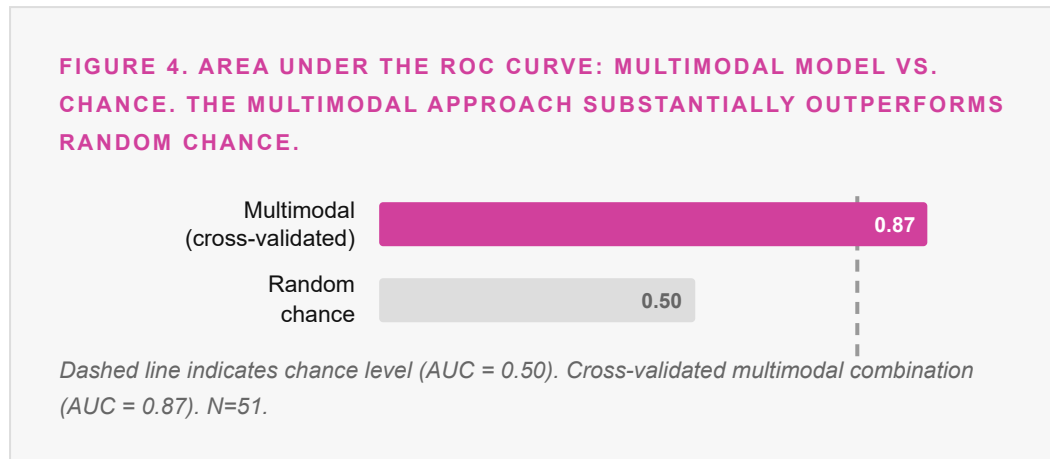 FIGURE 4. AREA UNDER THE ROC CURVE: MULTIMODAL MODEL VS.
CHANCE. THE MULTIMODAL APPROACH SUBSTANTIALLY OUTPERFORMS
RANDOM CHANCE.
Multimodal
(cross-validated)
0.87
Random
chance
0.50
Dashed line indicates chance level (AUC = 0.50). Cross-validated multimodal combination
(AUC = 0.87). N=51.